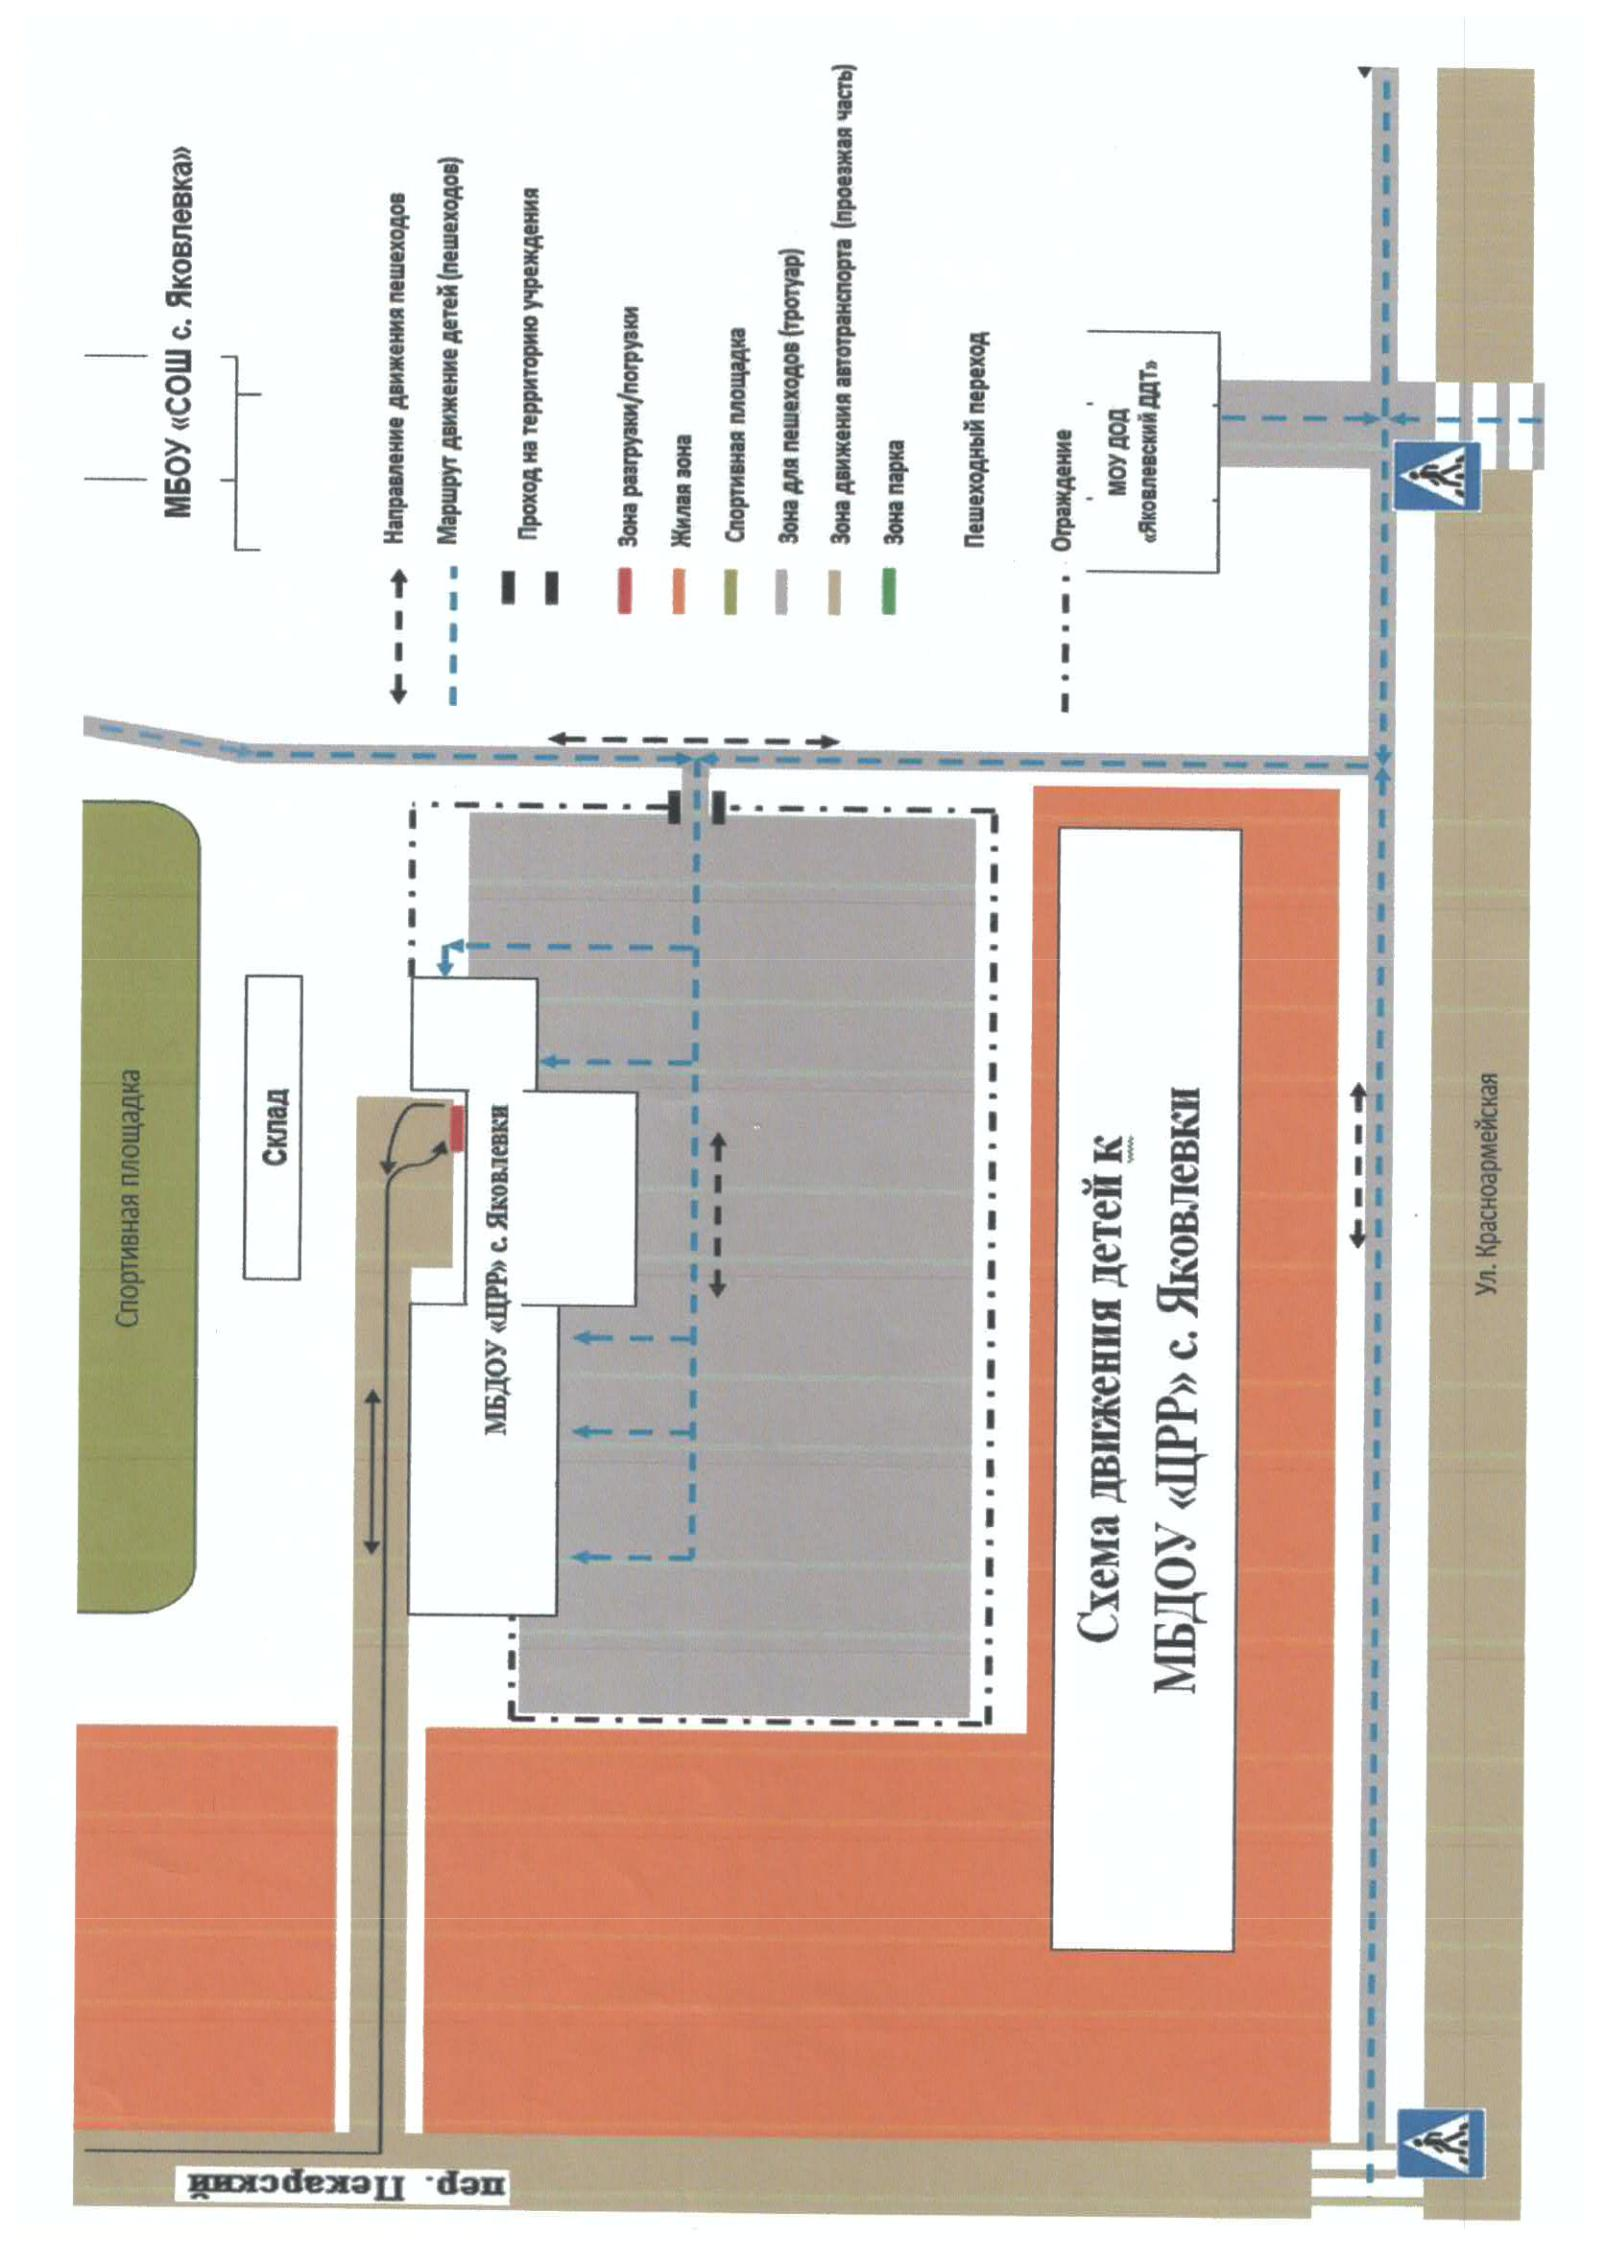 МБОУ «СОШ с. Яковлевка»
Направление движения пешеходов
Маршрут движение детей (пешеходов)
Проход на территорию учреждения
Зона разгрузки/погрузки
Жилая зона
Спортивная площадка
Зона для пешеходов (тротуар)
Зона движения автотранспорта (проезжая часть)
Зона парка
Пешеходный переход
Ограждение
МОУ ДОД
«Яковлевский ДДТ»
Спортивная площадка
Склад
МБДОУ «ЦРР» с. Яковлевки
Схема движения детей к
МБДОУ «ЦРР» с. Яковлевки
Ул. Красноармейская
пер. Пекарский